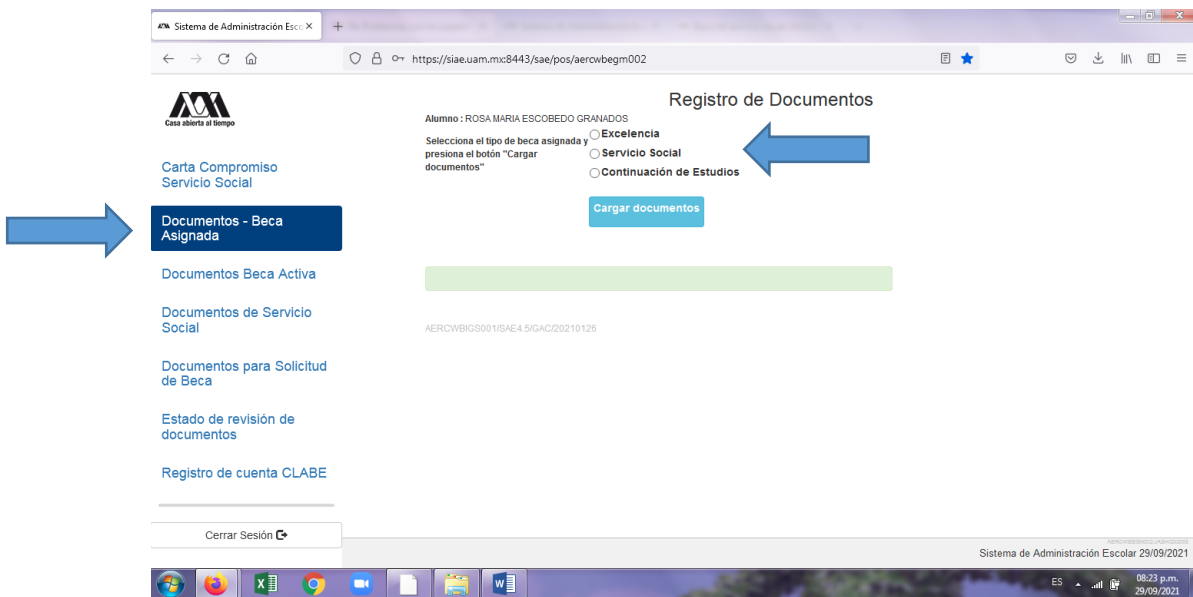 Sistema de Administración Esco
https://siae.uam.mx:8443/sae/pos/aercwbegm002
Casa abierta al tiempo
Carta Compromiso
Servicio Social
Documentos - Beca
Asignada
Documentos Beca Activa
Documentos de Servicio
Social
Documentos para Solicitud
de Beca
Estado de revisión de
documentos
Registro de cuenta CLABE
Cerrar Sesión
Registro de Documentos
Alumno : ROSA MARIA ESCOBEDO GRANADOS
Selecciona el tipo de beca asignada y
presiona el botón "Cargar
documentos"
Excelencia
Servicio Social
Continuación de Estudios
Cargar documentos
AERCWBIGS001/SAE4.5/GAC/20210126
Sistema de Administración Escolar 29/09/2021
ES
08:23 p.m.
29/09/2021